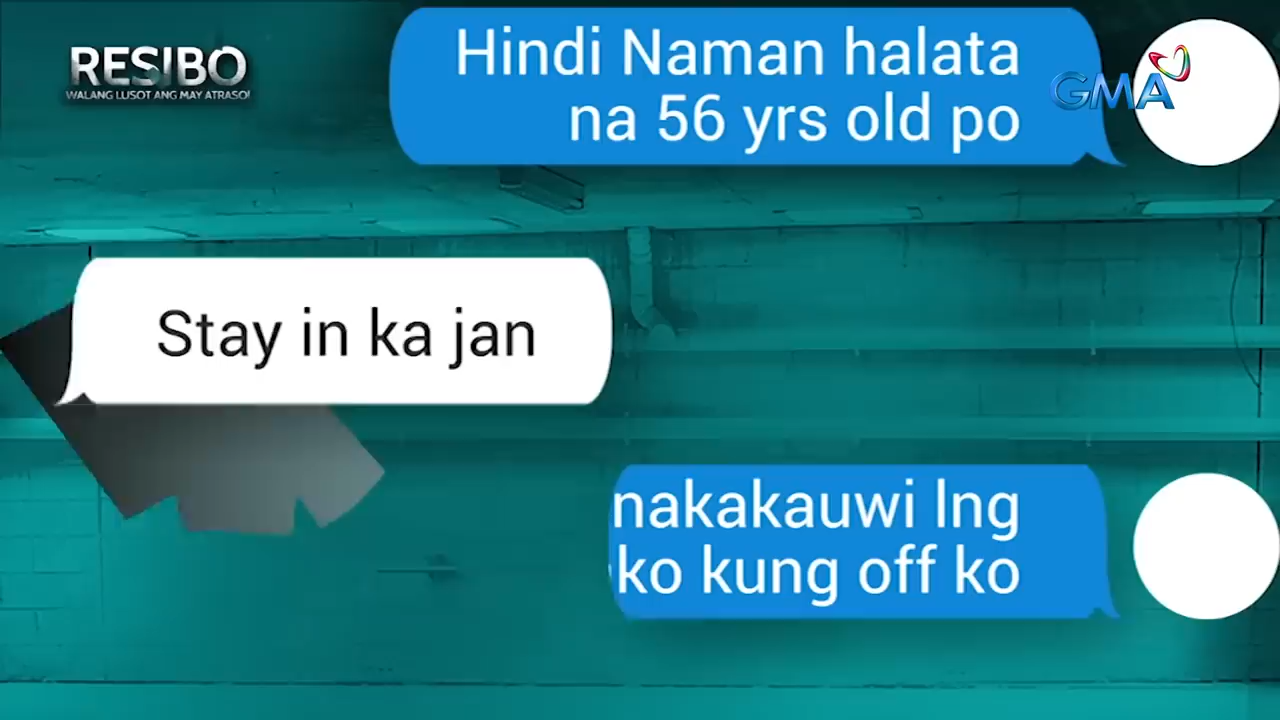 RESIBO
WALANG LUSOT ANG MAY ATRASO!
Hindi Naman halata
na 56 yrs old po
GMA
Stay in ka jan
nakakauwi lng
ko kung off ko